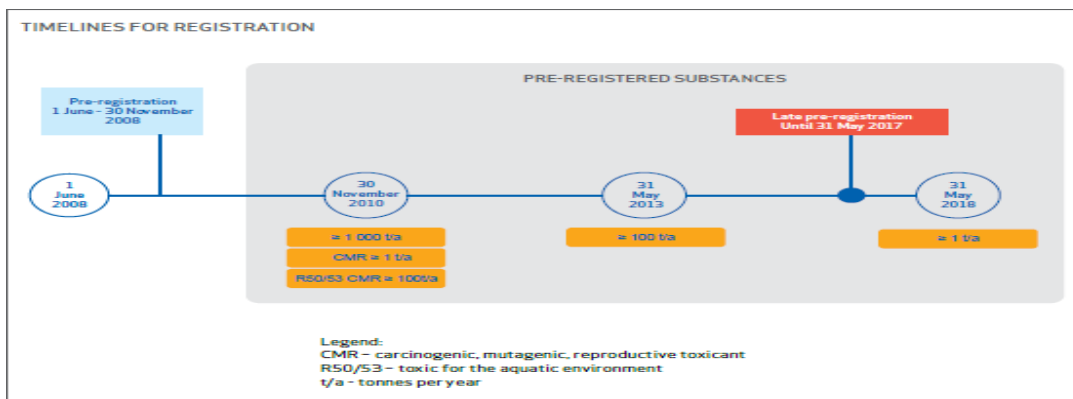 TIMELINES FOR REGISTRATION
PRE-REGISTERED SUBSTANCES
Pre-registration
1 June - 30 November
2008
Late pre-registration
Until 31 May 2017
1
June
2008
30
November
2010
31
May
2013
31
May
2018
≥ 1 000 t/a
CMR ≥ 1 t/a
R50/53 CMR ≥ 100t/a
≥ 100 t/a
≥ 1 t/a
Legend:
CMR – carcinogenic, mutagenic, reproductive toxicant
R50/53 – toxic for the aquatic environment
t/a - tonnes per year